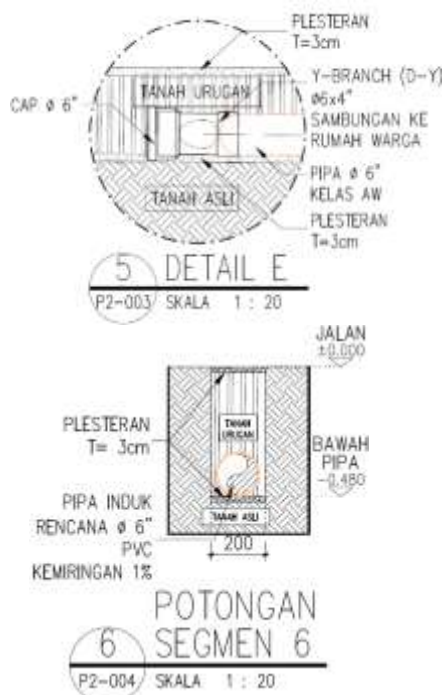 PLESTERAN
T=3cm
TANAH URUGAN
Y-BRANCH (D-Y)
ø6x4"
CAP ø 6"
SAMBUNGAN KE
RUMAH WARGA
PIPA ø 6"
KELAS AW
TANAH ASLI
PLESTERAN
T=3cm
5 DETAIL E
P2-003 SKALA 1 : 20
JALAN
±0.000
PLESTERAN
T= 3cm
TANAH
URUGAN
BAWAH
PIPA
-0.480
PIPA INDUK
RENCANA ø 6"
PVC
KEMIRINGAN 1%
TANAH ASLI
200
6 POTONGAN
SEGMEN 6
P2-004 SKALA 1 : 20